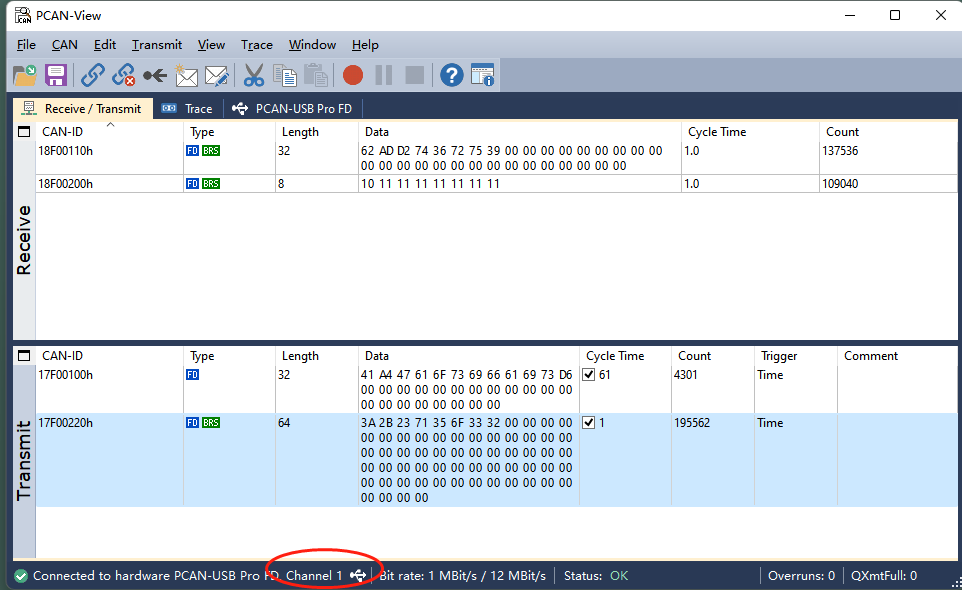 PCAN-View
File CAN Edit Transmit View Trace Window Help
Receive / Transmit Trace PCAN-USB Pro FD
CAN-ID Type Length Data Cycle Time Count
18F00110h FD BRS 32 62 AD D2 74 36 72 75 39 00 00 00 00 00 00 00 00 00 1.0 137536
00 00 00 00 00 00 00 00 00 00 00 00 00 00 00
18F00200h FD BRS 8 10 11 11 11 11 11 11 11 1.0 109040
Receive
CAN-ID Type Length Data Cycle Time Count Trigger Comment
17F00100h FD 32 41 A4 47 61 6F 73 69 66 61 69 73 D6 61 4301 Time
00 00 00 00 00 00 00 00 00 00 00 00
00 00 00 00 00 00 00 00
17F00220h FD BRS 64 3A 2B 23 71 35 6F 33 32 00 00 00 00 1 195562 Time
00 00 00 00 00 00 00 00 00 00 00 00
00 00 00 00 00 00 00 00 00 00 00 00
00 00 00 00 00 00 00 00 00 00 00 00
00 00 00 00 00 00 00 00 00 00 00 00
00 00 00 00
Transmit
Connected to hardware PCAN-USB Pro FD, Channel 1 Bit rate: 1 MBit/s / 12 MBit/s Status: OK Overruns: 0 QXmtFull: 0